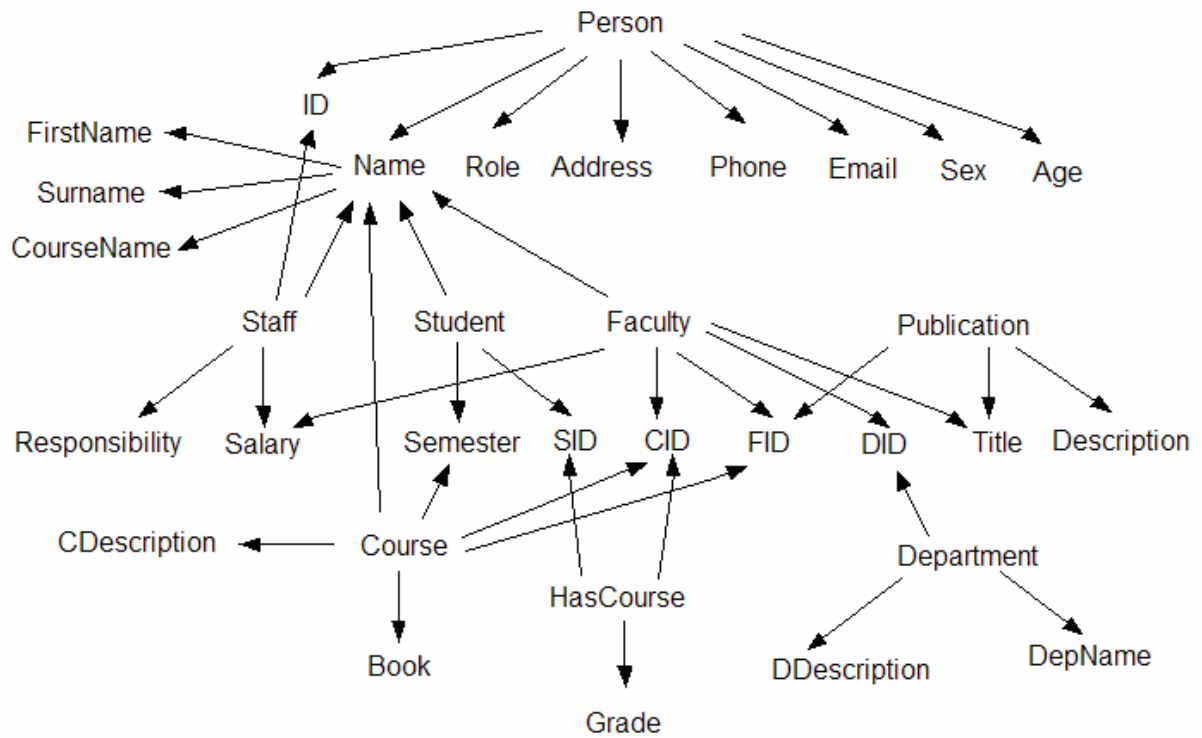 Person
ID
FirstName
Name
Role
Address
Phone
Email
Sex
Age
Surname
CourseName
Staff
Student
Faculty
Publication
Responsibility
Salary
Semester
SID
CID
FID
DID
Title
Description
CDescription
Course
Department
HasCourse
Book
DDescription
DepName
Grade